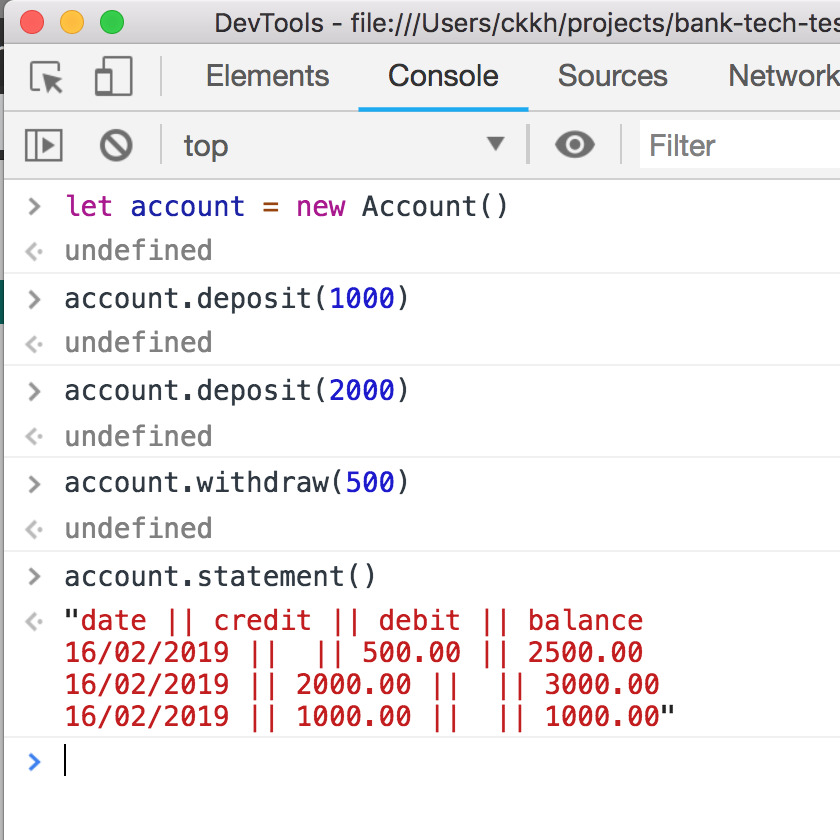 DevTools - file:///Users/ckkh/projects/bank-tech-tes
Elements Console Sources Network
top Filter
> let account = new Account()
undefined
> account.deposit(1000)
undefined
> account.deposit(2000)
undefined
> account.withdraw(500)
undefined
> account.statement()
"date || credit || debit || balance
16/02/2019 ||  || 500.00 || 2500.00
16/02/2019 || 2000.00 ||  || 3000.00
16/02/2019 || 1000.00 ||  || 1000.00"
>